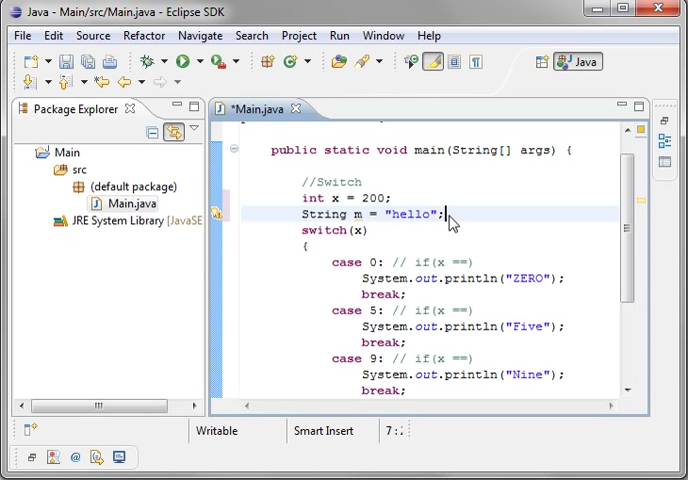 Java - Main/src/Main.java - Eclipse SDK
File Edit Source Refactor Navigate Search Project Run Window Help
Java
Package Explorer
*Main.java
Main
src
(default package)
Main.java
JRE System Library [JavaSE
public static void main(String[] args) {
//Switch
int x = 200;
String m = "hello";
switch(x)
{
case 0: // if(x ==)
System.out.println("ZERO");
break;
case 5: // if(x ==)
System.out.println("Five");
break;
case 9: // if(x ==)
System.out.println("Nine");
break;
Writable
Smart Insert